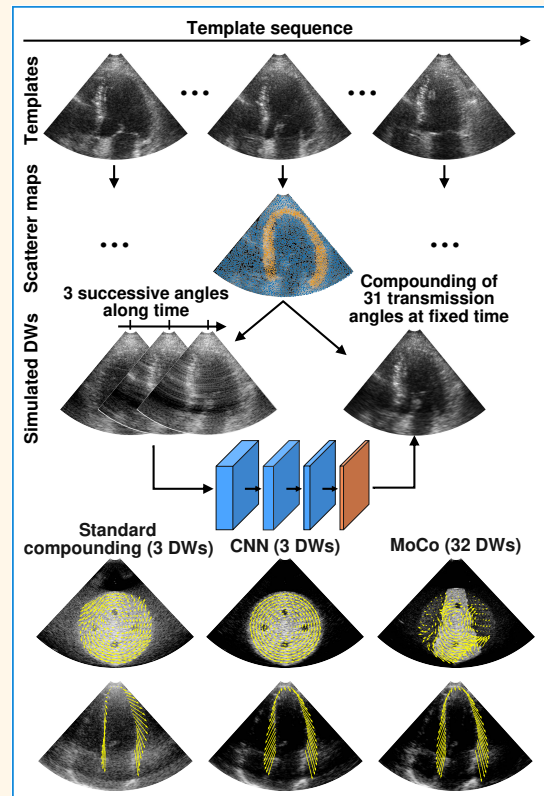 Template sequence
Templates
Scatterer maps
3 successive angles
along time
Compounding of
31 transmission
angles at fixed time
Simulated DWs
Standard
compounding (3 DWs)
CNN (3 DWs)
MoCo (32 DWs)